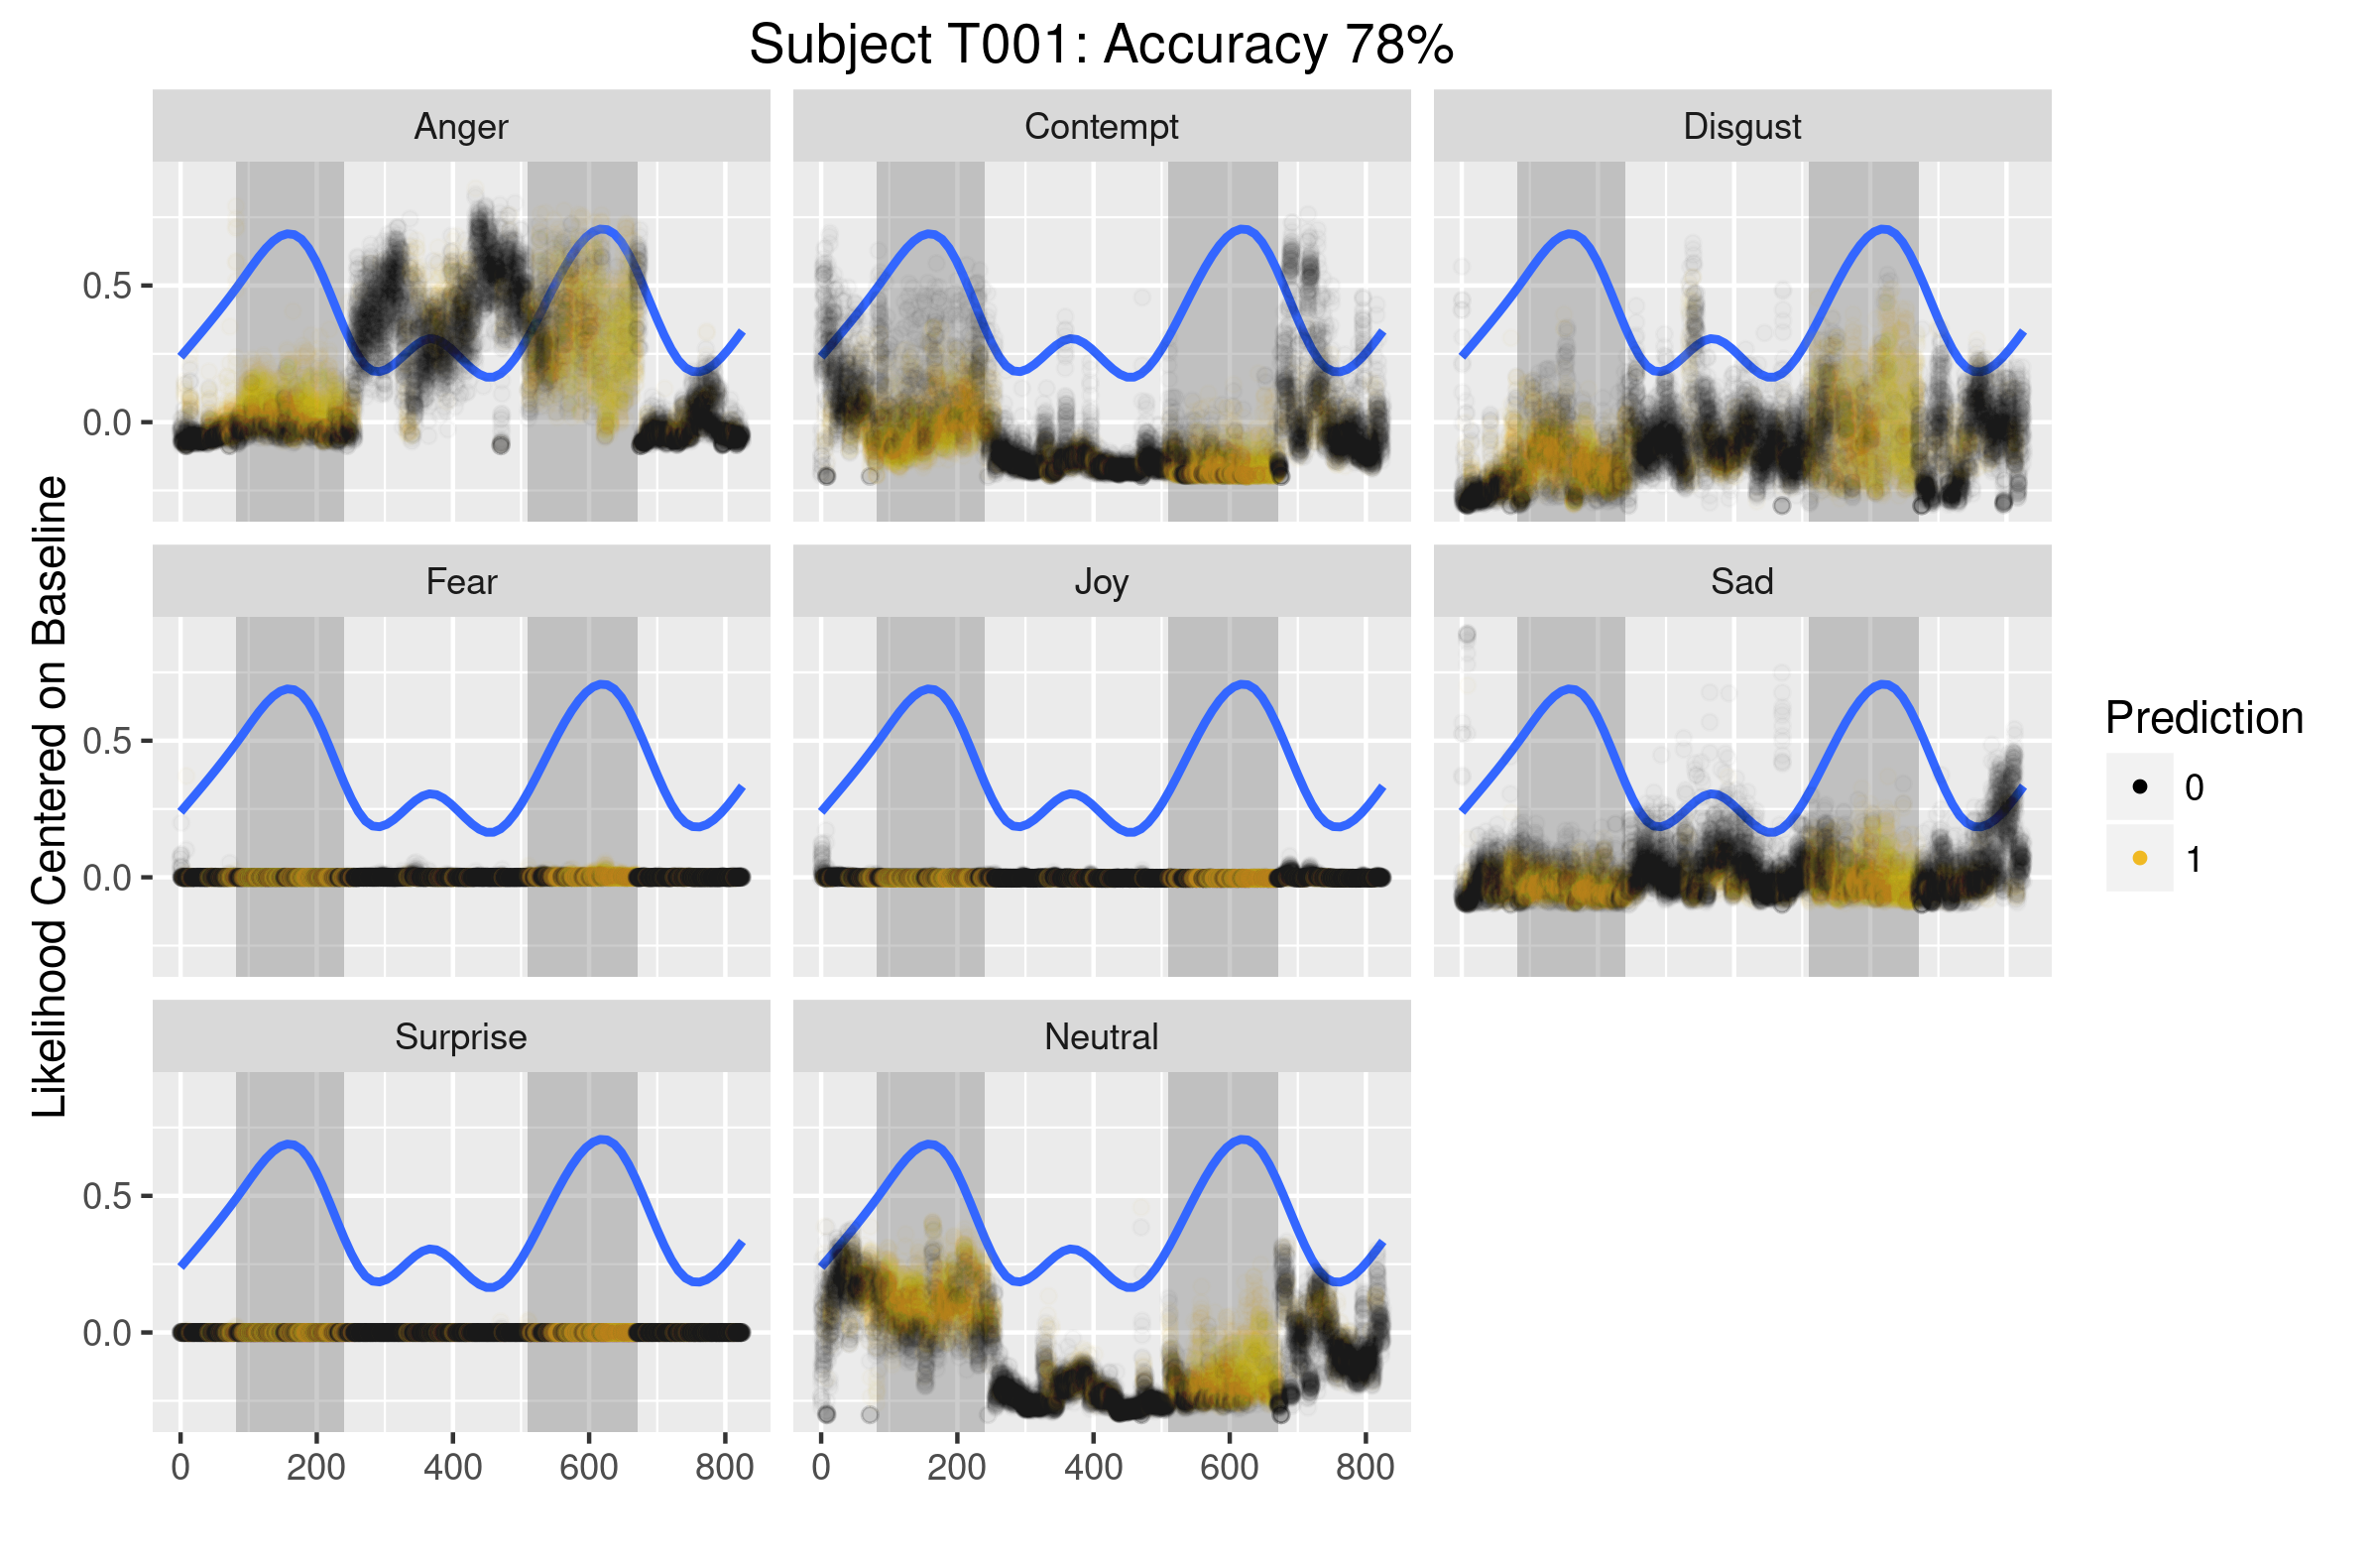 Subject T001: Accuracy 78%
Anger
Contempt
Disgust
0.5
0.0
Fear
Joy
Sad
0.5
0.0
Surprise
Neutral
0.5
0.0
0 200 400 600 800
0 200 400 600 800
Likelihood Centered on Baseline
Prediction
0
1